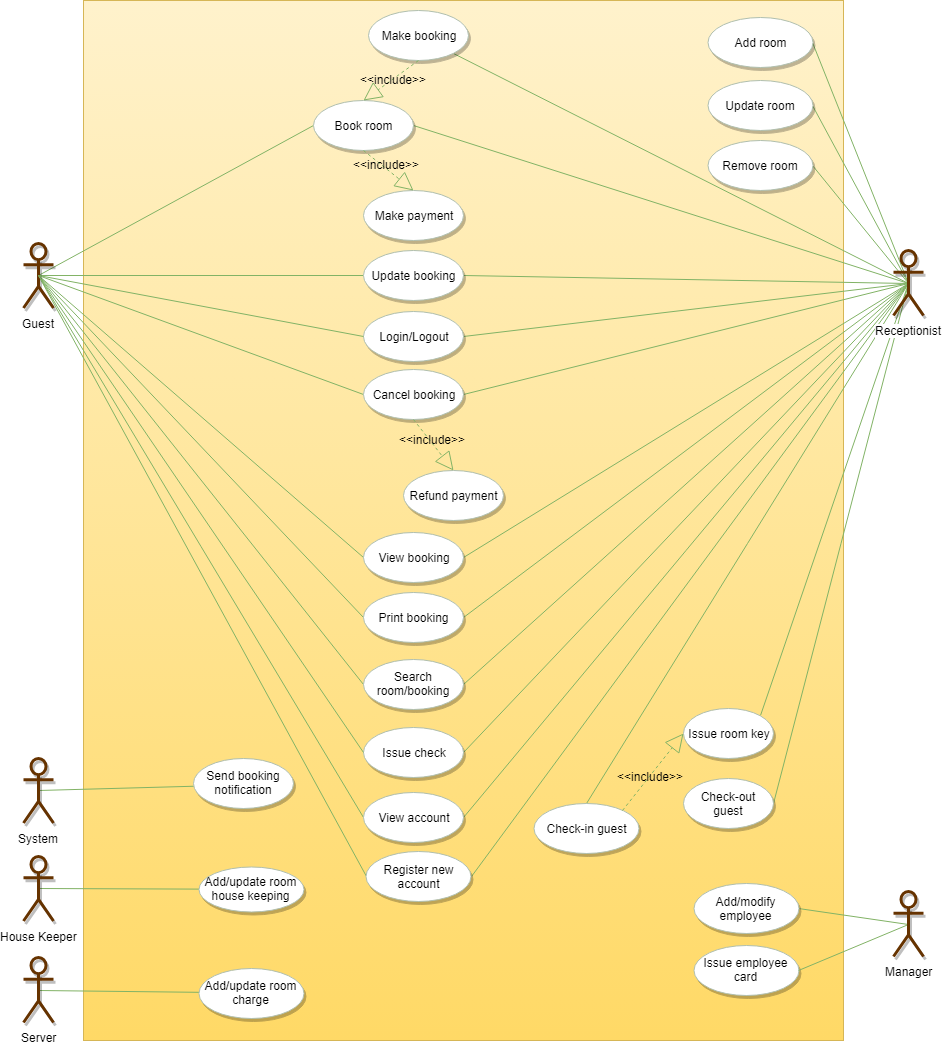 Make booking
Add room
<<include>>
Update room
Book room
<<include>>
Remove room
Make payment
Update booking
Guest
Receptionist
Login/Logout
Cancel booking
<<include>>
Refund payment
View booking
Print booking
Search
room/booking
Issue check
Issue room key
<<include>>
Send booking
notification
System
View account
Check-out
guest
Check-in guest
Register new
account
Add/update room
house keeping
House Keeper
Add/modify
employee
Issue employee
card
Manager
Add/update room
charge
Server